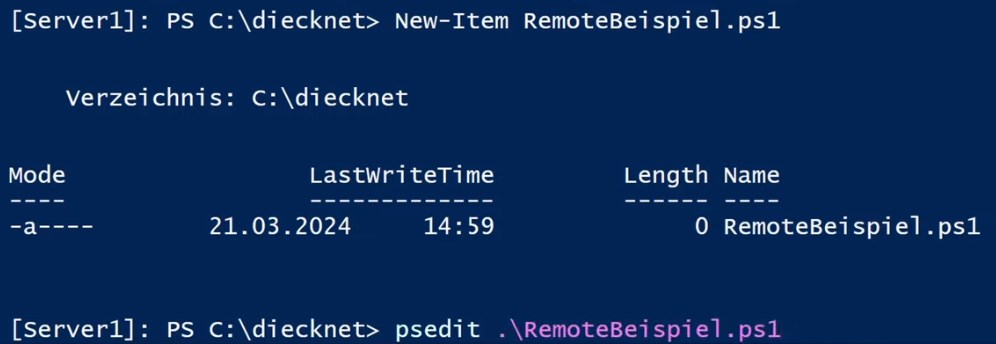 [Server1]: PS C:\diecknet> New-Item RemoteBeispiel.ps1
Verzeichnis: C:\diecknet
Mode LastWriteTime Length Name
---- ------------- ------ ----
-a---- 21.03.2024 14:59 0 RemoteBeispiel.ps1
[Server1]: PS C:\diecknet> psedit .\RemoteBeispiel.ps1